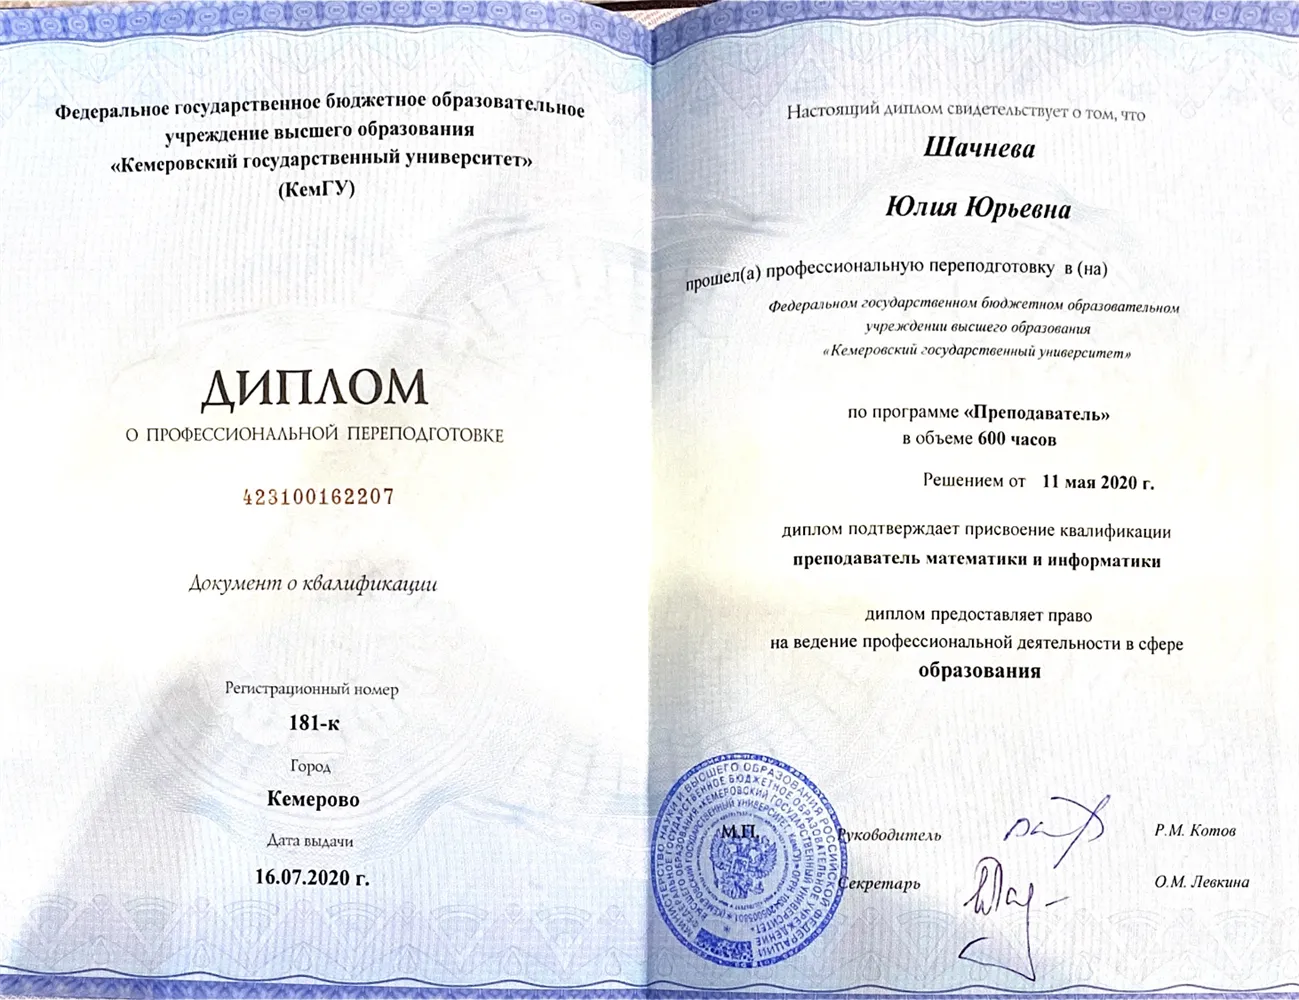 Федеральное государственное бюджетное образовательное
учреждение высшего образования
«Кемеровский государственный университет»
(КемГУ)
ДИПЛОМ
О ПРОФЕССИОНАЛЬНОЙ ПЕРЕПОДГОТОВКЕ
423100162207
Документ о квалификации
Регистрационный номер
181-к
Город
Кемерово
Дата выдачи
16.07.2020 г.
Настоящий диплом свидетельствует о том, что
Шачнева
Юлия Юрьевна
прошел(а) профессиональную переподготовку в (на)
Федеральном государственном бюджетном образовательном
учреждении высшего образования
«Кемеровский государственный университет»
по программе «Преподаватель»
в объеме 600 часов
Решением от 11 мая 2020 г.
диплом подтверждает присвоение квалификации
преподаватель математики и информатики
диплом предоставляет право
на ведение профессиональной деятельности в сфере
образования
М.П.
Руководитель
Р.М. Котов
Секретарь
О.М. Левкина